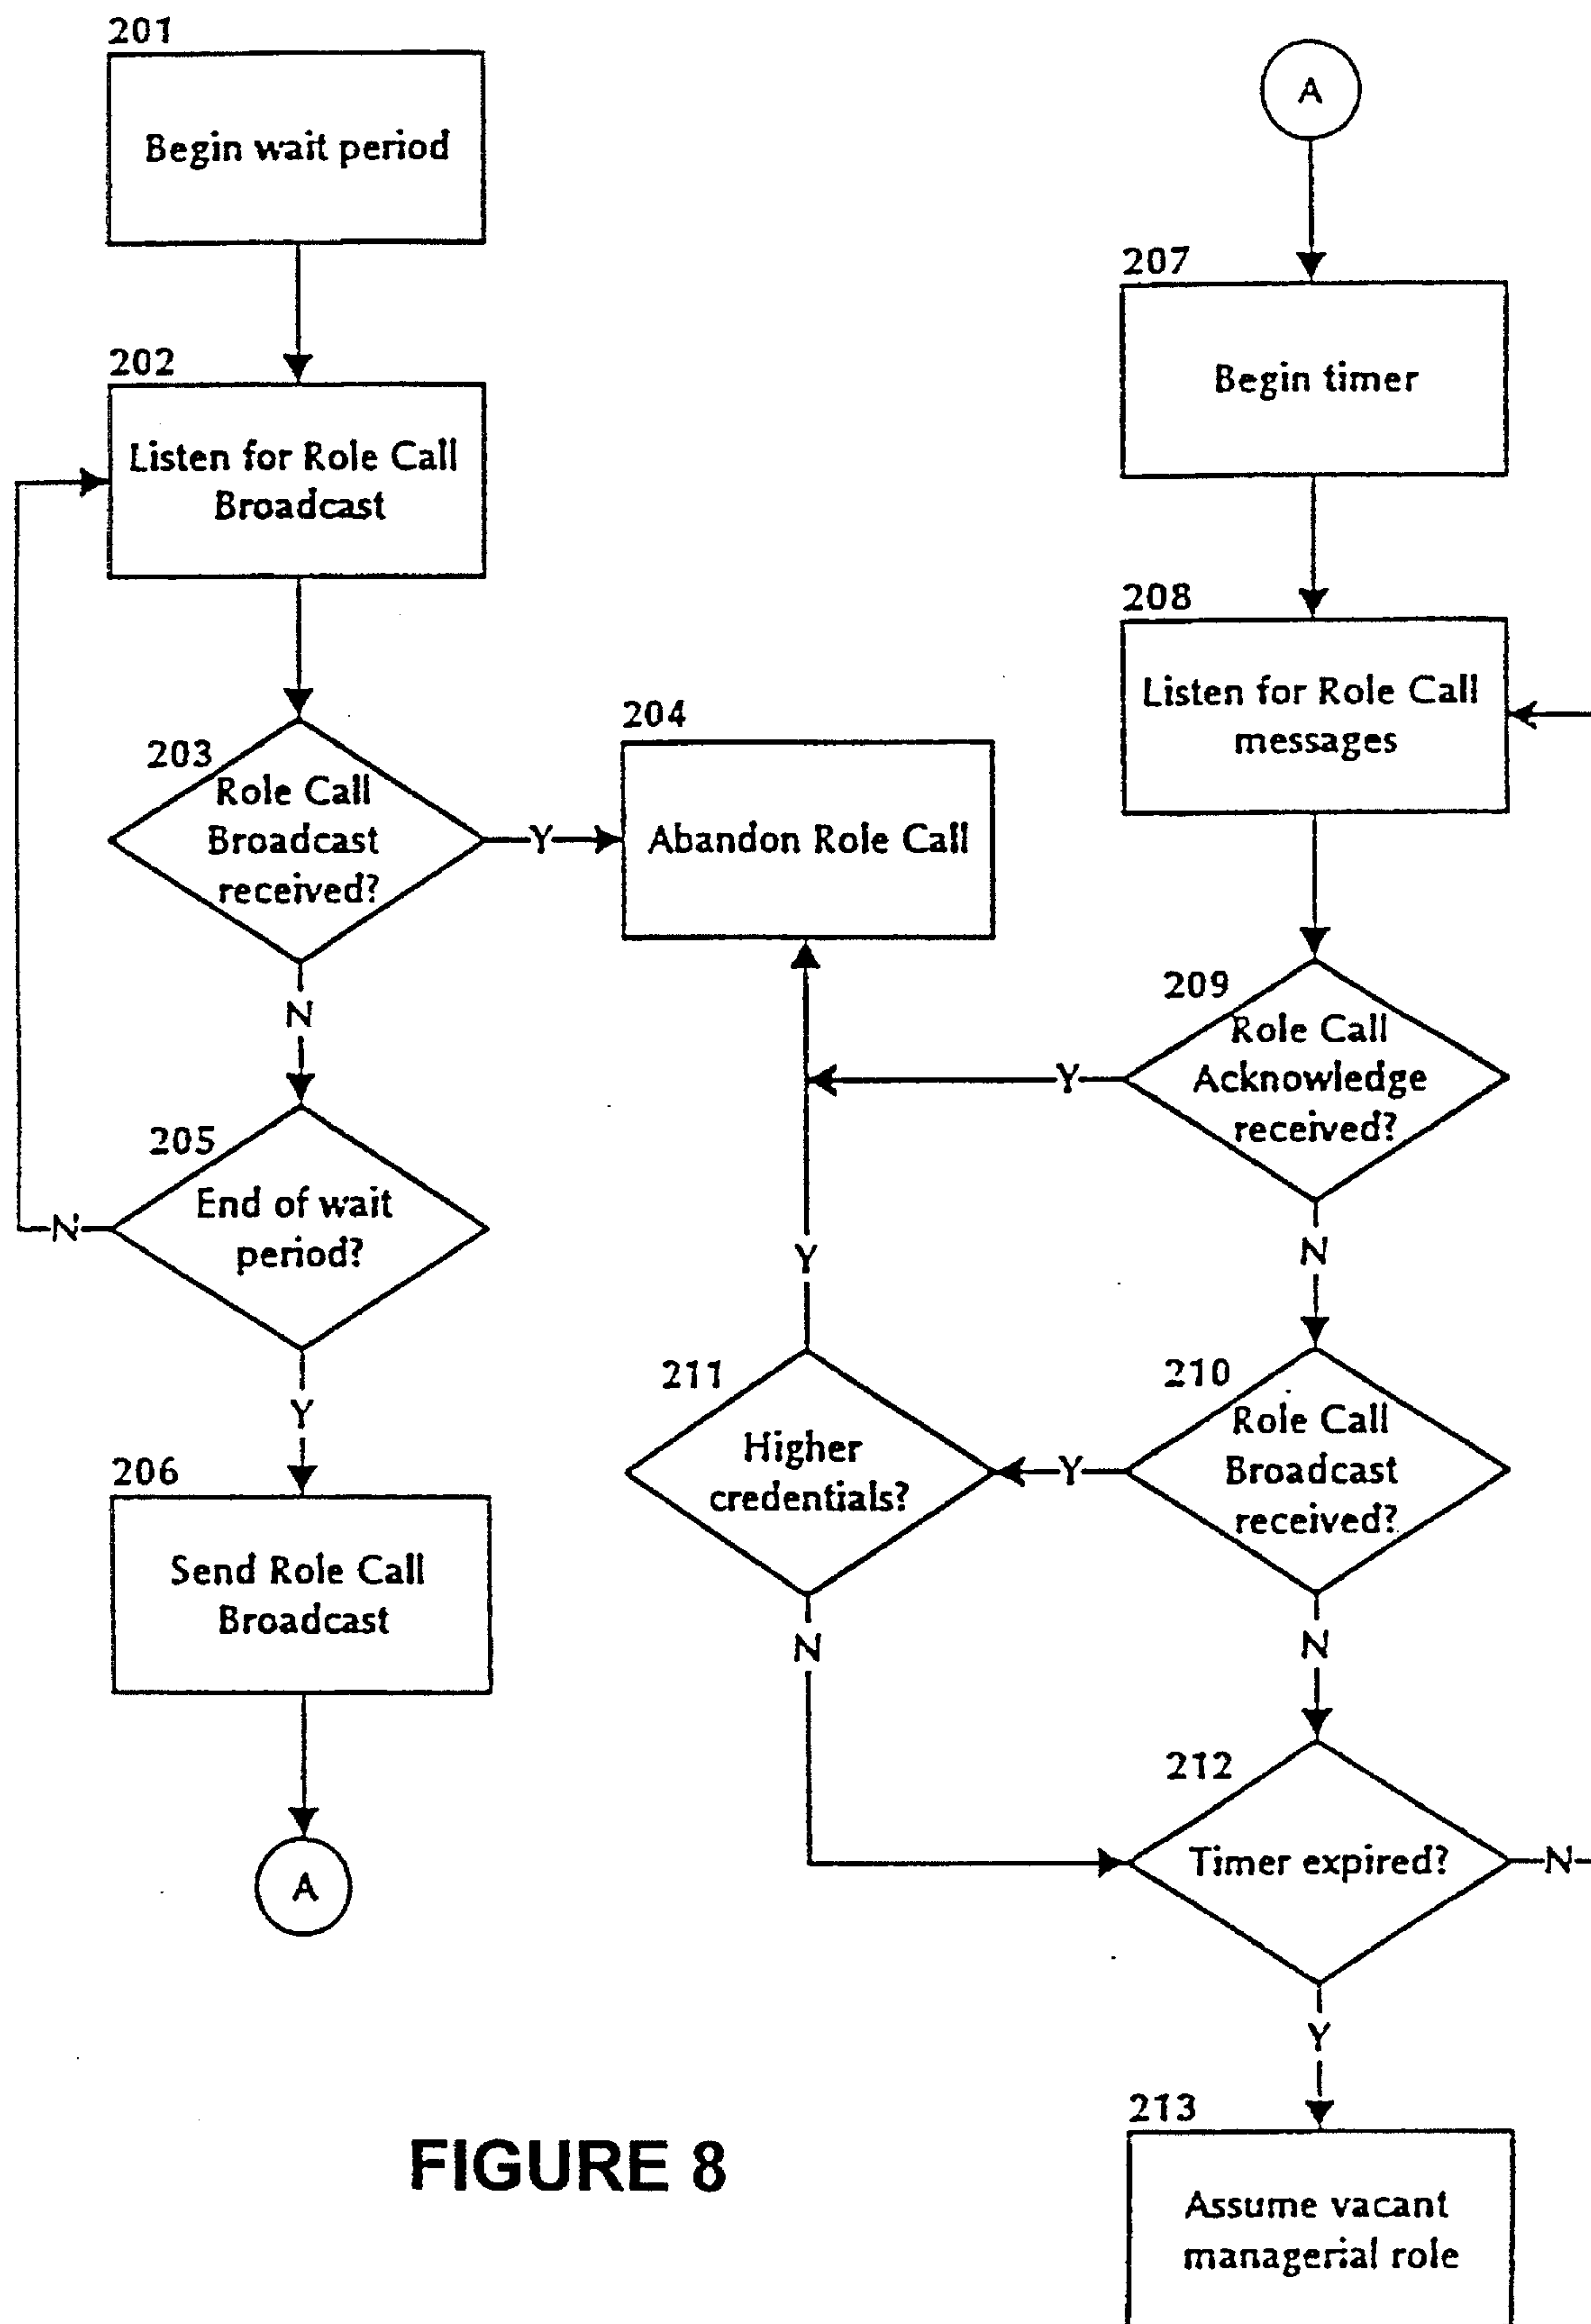 201
Begin wait period
202
Listen for Role Call
Broadcast
203
Role Call
Broadcast
received?
Y
204
Abandon Role Call
N
205
End of wait
period?
N
Y
206
Send Role Call
Broadcast
A
A
207
Begin timer
208
Listen for Role Call
messages
209
Role Call
Acknowledge
received?
Y
N
210
Role Call
Broadcast
received?
Y
211
Higher
credentials?
Y
N
N
212
Timer expired?
N
Y
213
Assume vacant
managerial role
FIGURE 8